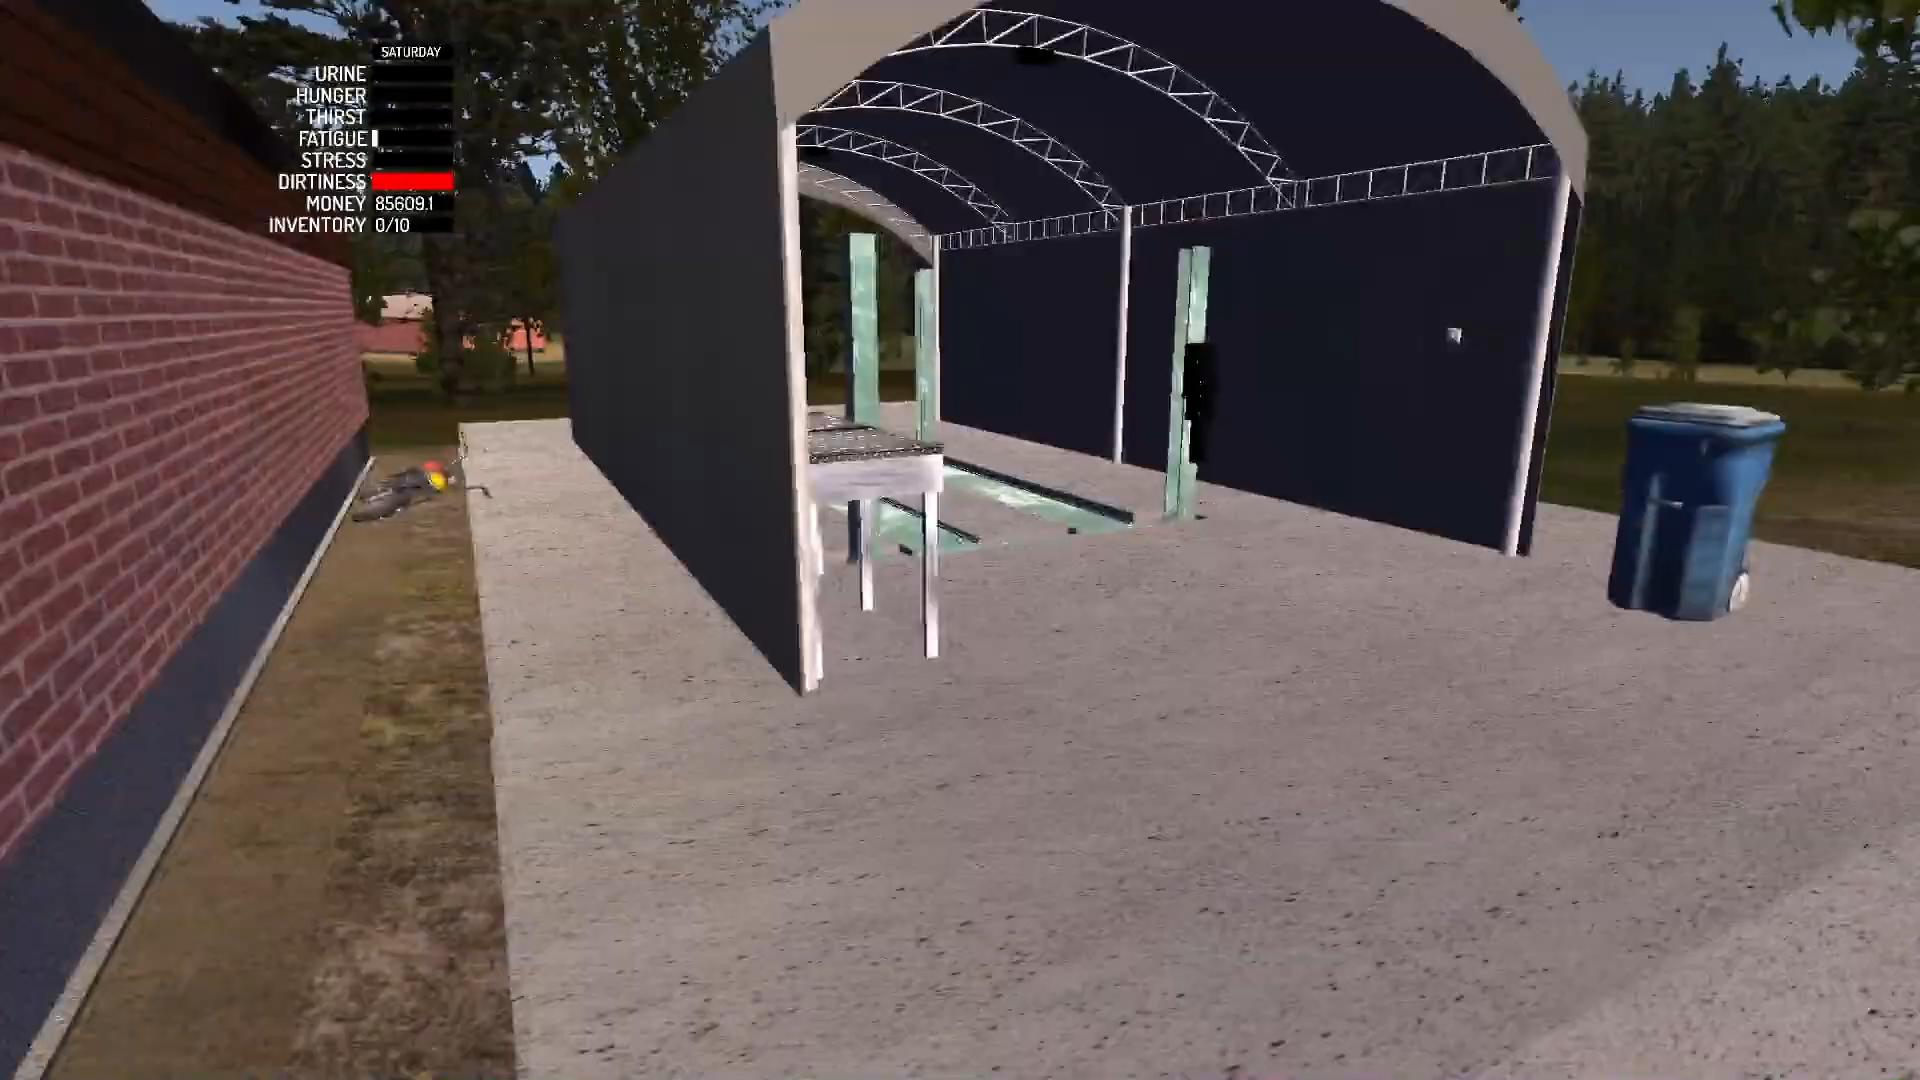 SATURDAY
URINE
HUNGER
THIRST
FATIGUE
STRESS
DIRTINESS
MONEY 85609.1
INVENTORY 0/10